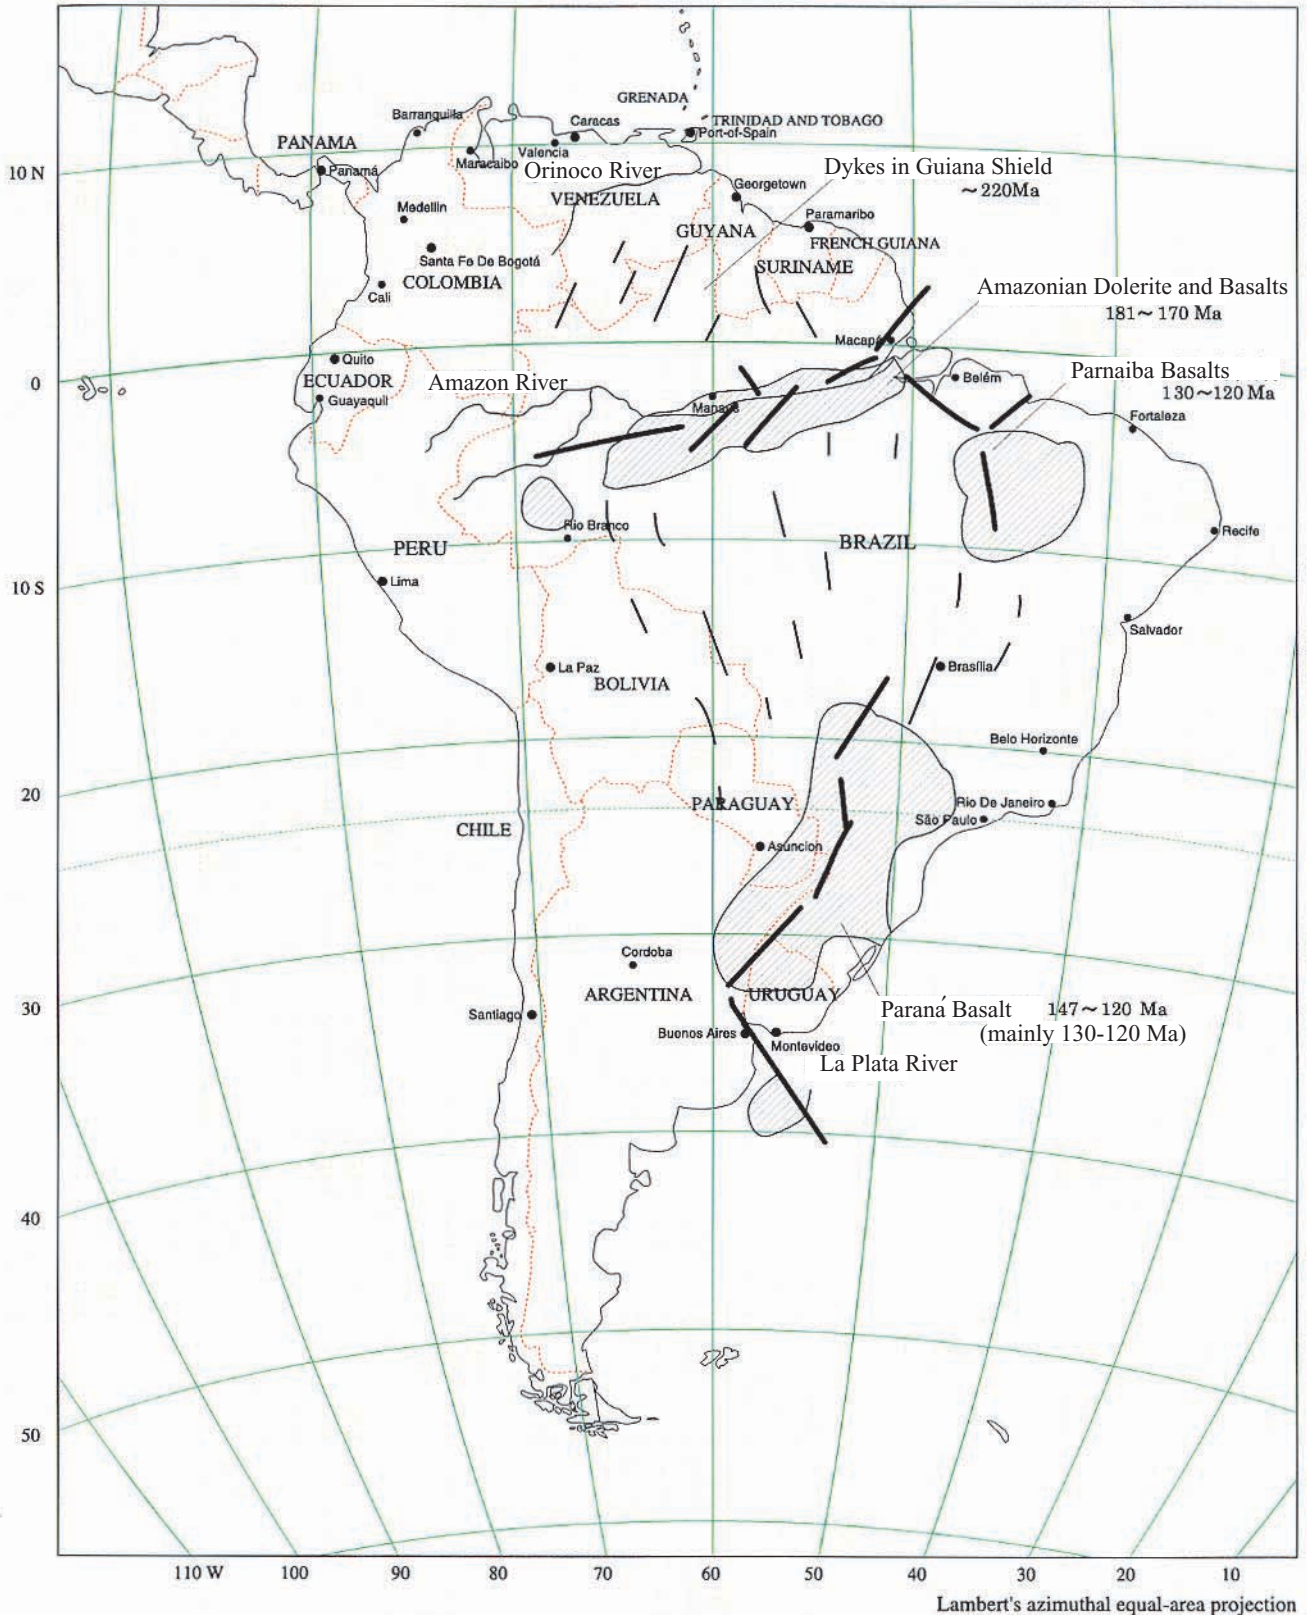 GRENADA
Barranquilla
Caracas
TRINIDAD AND TOBAGO
Port-of-Spain
PANAMA
Valencia
Maracaibo
10 N
Panamá
Orinoco River
Dykes in Guiana Shield
~220Ma
Georgetown
VENEZUELA
Medellin
Paramaribo
GUYANA
FRENCH GUIANA
Santa Fe De Bogotá
SURINAME
COLOMBIA
Cali
Amazonian Dolerite and Basalts
181~170 Ma
Macapá
Quito
Parnaiba Basalts
130~120 Ma
0
ECUADOR
Amazon River
Belém
Guayaquil
Manaus
Fortaleza
Rio Branco
Recife
PERU
BRAZIL
10 S
Lima
Salvador
La Paz
Brasília
BOLIVIA
Belo Horizonte
20
PARAGUAY
Rio De Janeiro
São Paulo
CHILE
Asuncion
Cordoba
ARGENTINA
URUGUAY
30
Santiago
Paraná Basalt
147~120 Ma
(mainly 130-120 Ma)
Buenos Aires
Montevideo
La Plata River
40
50
110 W
100
90
80
70
60
50
40
30
20
10
Lambert's azimuthal equal-area projection